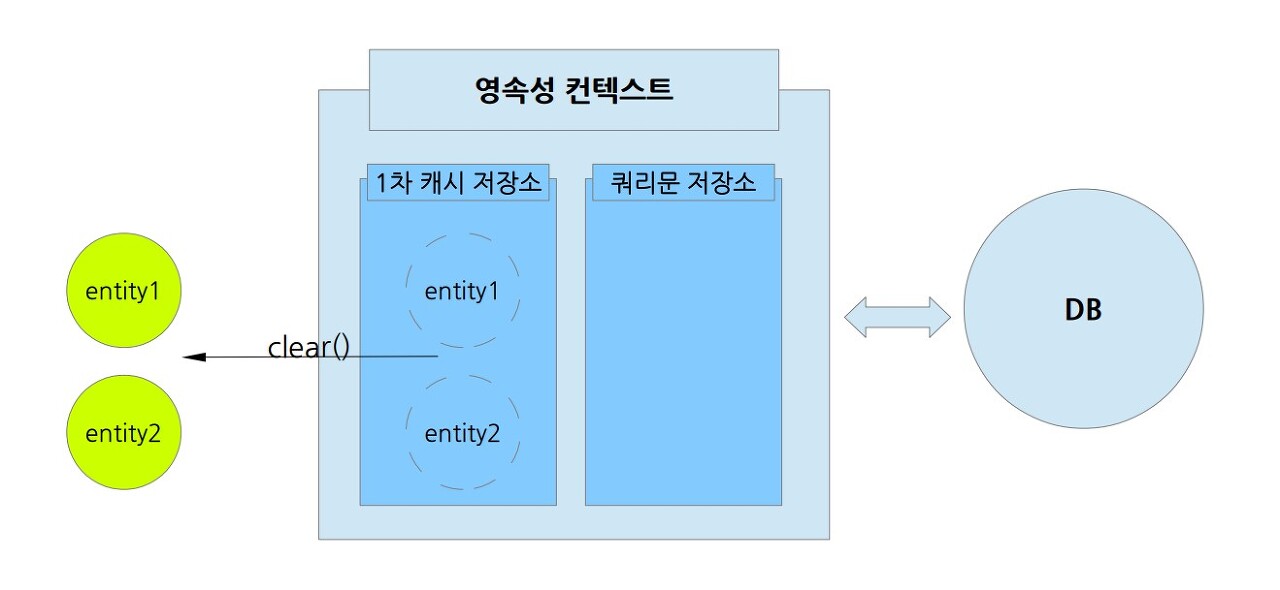 영속성 컨텍스트
1차 캐시 저장소
쿼리문 저장소
entity1
entity1
DB
clear()
entity2
entity2